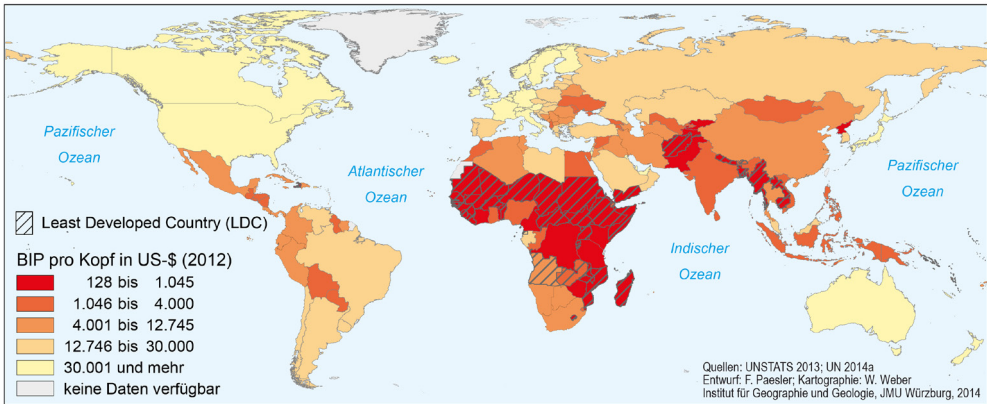 Pazifischer
Ozean
Atlantischer
Ozean
Pazifischer
Ozean
Indischer
Ozean
Least Developed Country (LDC)
BIP pro Kopf in US-$ (2012)
128 bis 1.045
1.046 bis 4.000
4.001 bis 12.745
12.746 bis 30.000
30.001 und mehr
keine Daten verfügbar
Quellen: UNSTATS 2013; UN 2014a
Entwurf: F. Paesler; Kartographie: W. Weber
Institut für Geographie und Geologie, JMU Würzburg, 2014